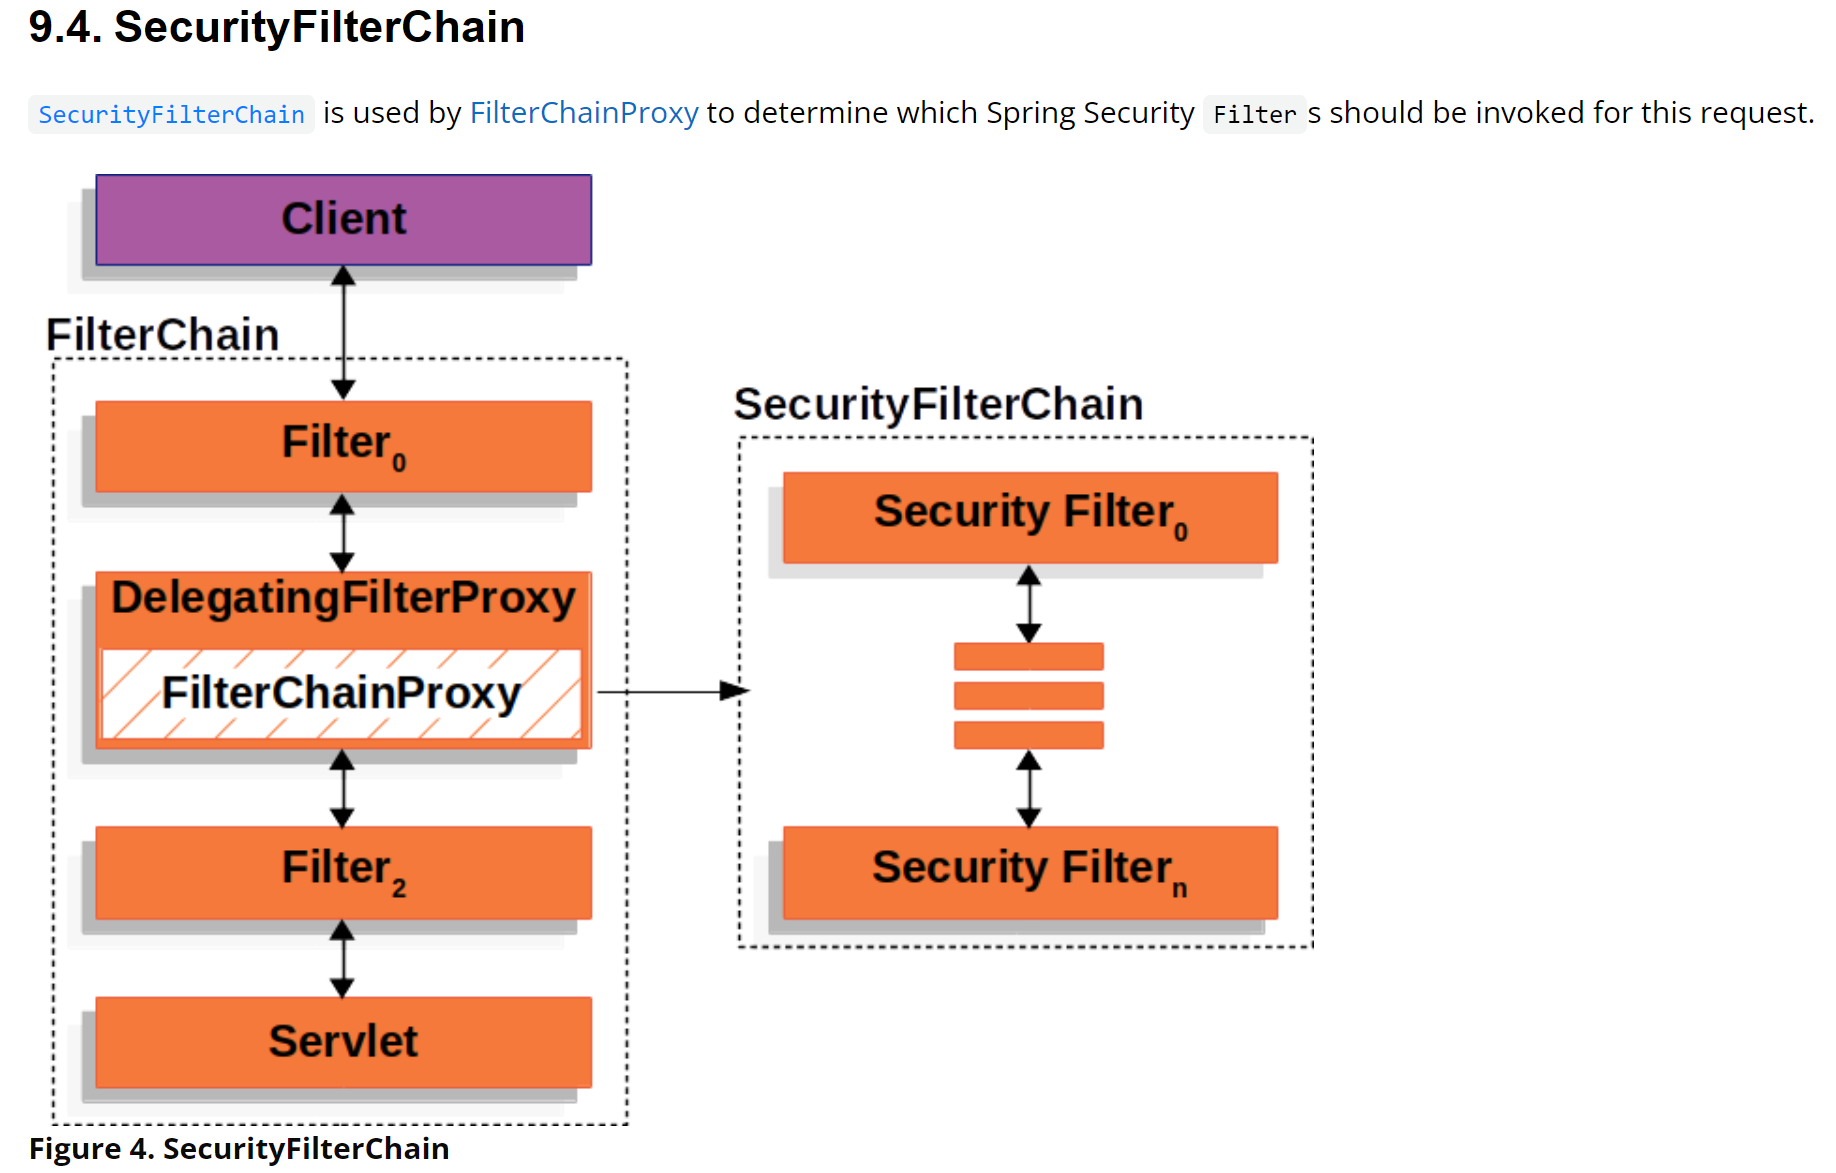 9.4. SecurityFilterChain
SecurityFilterChain is used by FilterChainProxy to determine which Spring Security Filters should be invoked for this request.
Client
FilterChain
Filter0
DelegatingFilterProxy
FilterChainProxy
Filter2
Servlet
SecurityFilterChain
Security Filter0
Security Filtern
Figure 4. SecurityFilterChain